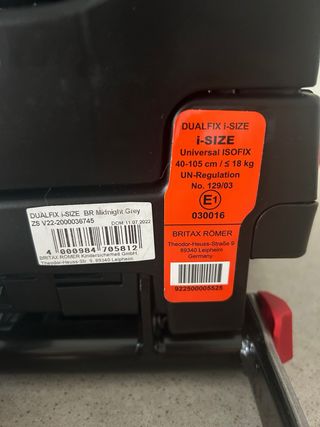 DUALFIX i-SIZE
i-SIZE
Universal ISOFIX
40-105 cm / ≤ 18 kg
UN-Regulation
No. 129/03
E1
030016
BRITAX RÖMER
Theodor-Heuss-Straße 9
89340 Leipheim
Germany
922500005525
DUALFIX i-SIZE BR Midnight Grey
ZS V22-2000036745
DOM 11.07.2022
4 000984 705812
BRITAX RÖMER Kindersicherheit GmbH
Theodor-Heuss-Str. 9, 89340 Leipheim